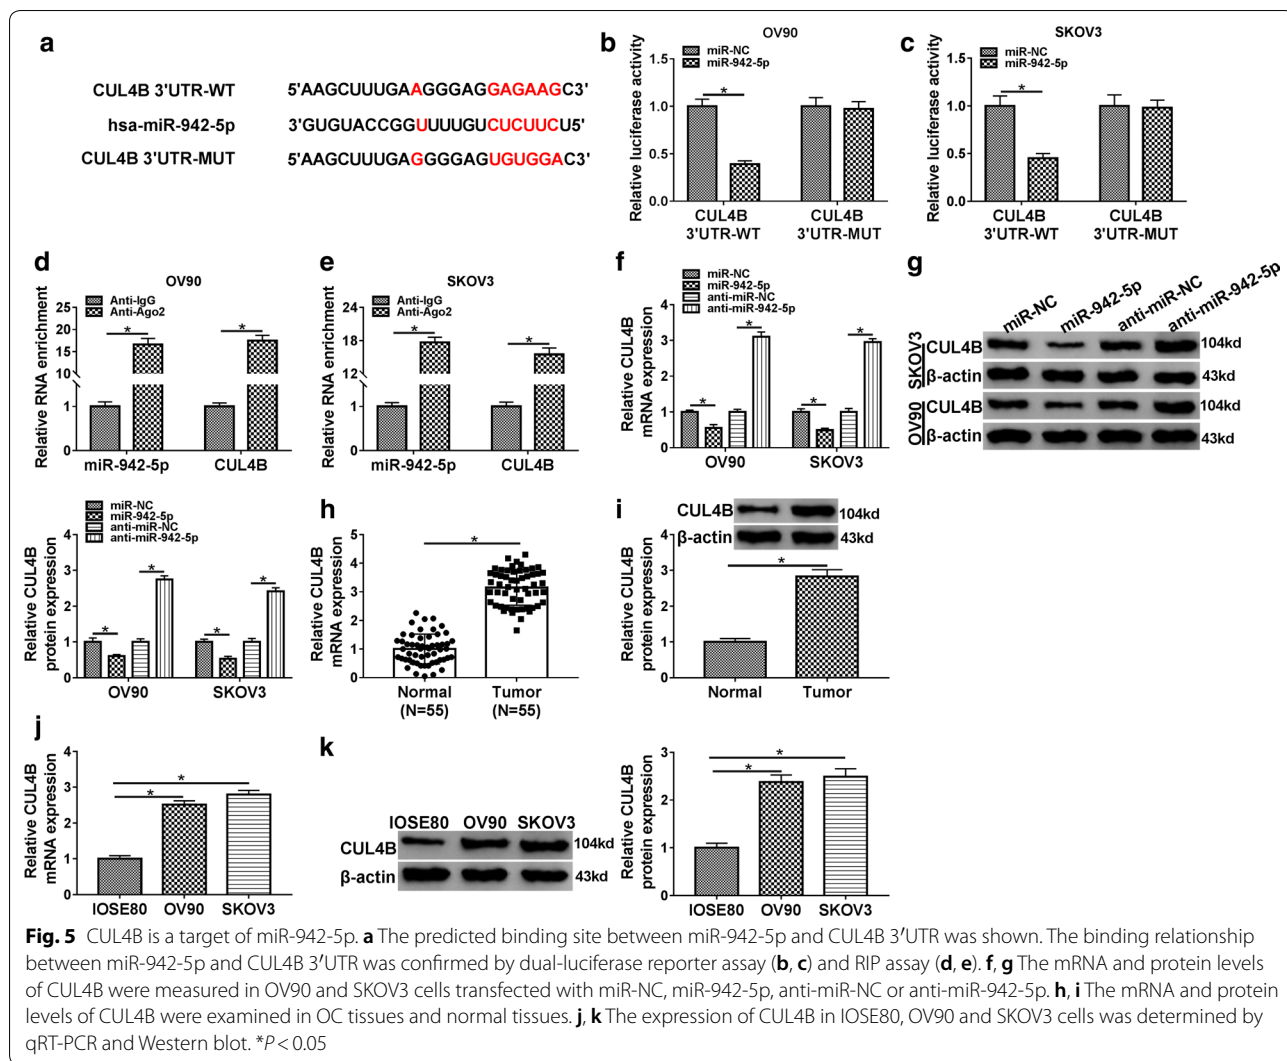 a
CUL4B 3'UTR-WT 5'AAGCUUUGAAGGGAGGAGAAGC3'
hsa-miR-942-5p 3'GUGUACCGGUUUUGUCUCUUCU5'
CUL4B 3'UTR-MUT 5'AAGCUUUGAGGGGAGUGUGGAC3'
b
OV90
miR-NC
miR-942-5p
Relative luciferase activity
1.5
1.0
0.5
0.0
*
CUL4B 3'UTR-WT
CUL4B 3'UTR-MUT
c
SKOV3
miR-NC
miR-942-5p
Relative luciferase activity
1.5
1.0
0.5
0.0
*
CUL4B 3'UTR-WT
CUL4B 3'UTR-MUT
d
OV90
Anti-IgG
Anti-Ago2
Relative RNA enrichment
25
20
15
10
1
0
* *
miR-942-5p CUL4B
e
SKOV3
Anti-IgG
Anti-Ago2
Relative RNA enrichment
24
18
12
1
0
* *
miR-942-5p CUL4B
f
miR-NC
miR-942-5p
anti-miR-NC
anti-miR-942-5p
Relative CUL4B
mRNA expression
4
3
2
1
0
* * * *
OV90 SKOV3
g
miR-NC miR-942-5p anti-miR-NC anti-miR-942-5p
SKOV3
CUL4B 104kd
β-actin 43kd
OV90
CUL4B 104kd
β-actin 43kd
miR-NC
miR-942-5p
anti-miR-NC
anti-miR-942-5p
Relative CUL4B
protein expression
4
3
2
1
0
* * * *
OV90 SKOV3
h
Relative CUL4B
mRNA expression
5
4
3
2
1
0
*
Normal Tumor
(N=55) (N=55)
i
CUL4B 104kd
β-actin 43kd
Relative CUL4B
protein expression
4
3
2
1
0
*
Normal Tumor
j
Relative CUL4B
mRNA expression
4
3
2
1
0
*
*
IOSE80 OV90 SKOV3
k
IOSE80 OV90 SKOV3
CUL4B 104kd
β-actin 43kd
Relative CUL4B
protein expression
3
2
1
0
*
*
IOSE80 OV90 SKOV3
Fig. 5 CUL4B is a target of miR-942-5p. a The predicted binding site between miR-942-5p and CUL4B 3′UTR was shown. The binding relationship
between miR-942-5p and CUL4B 3′UTR was confirmed by dual-luciferase reporter assay (b, c) and RIP assay (d, e). f, g The mRNA and protein levels
of CUL4B were measured in OV90 and SKOV3 cells transfected with miR-NC, miR-942-5p, anti-miR-NC or anti-miR-942-5p. h, i The mRNA and protein
levels of CUL4B were examined in OC tissues and normal tissues. j, k The expression of CUL4B in IOSE80, OV90 and SKOV3 cells was determined by
qRT-PCR and Western blot. *P < 0.05